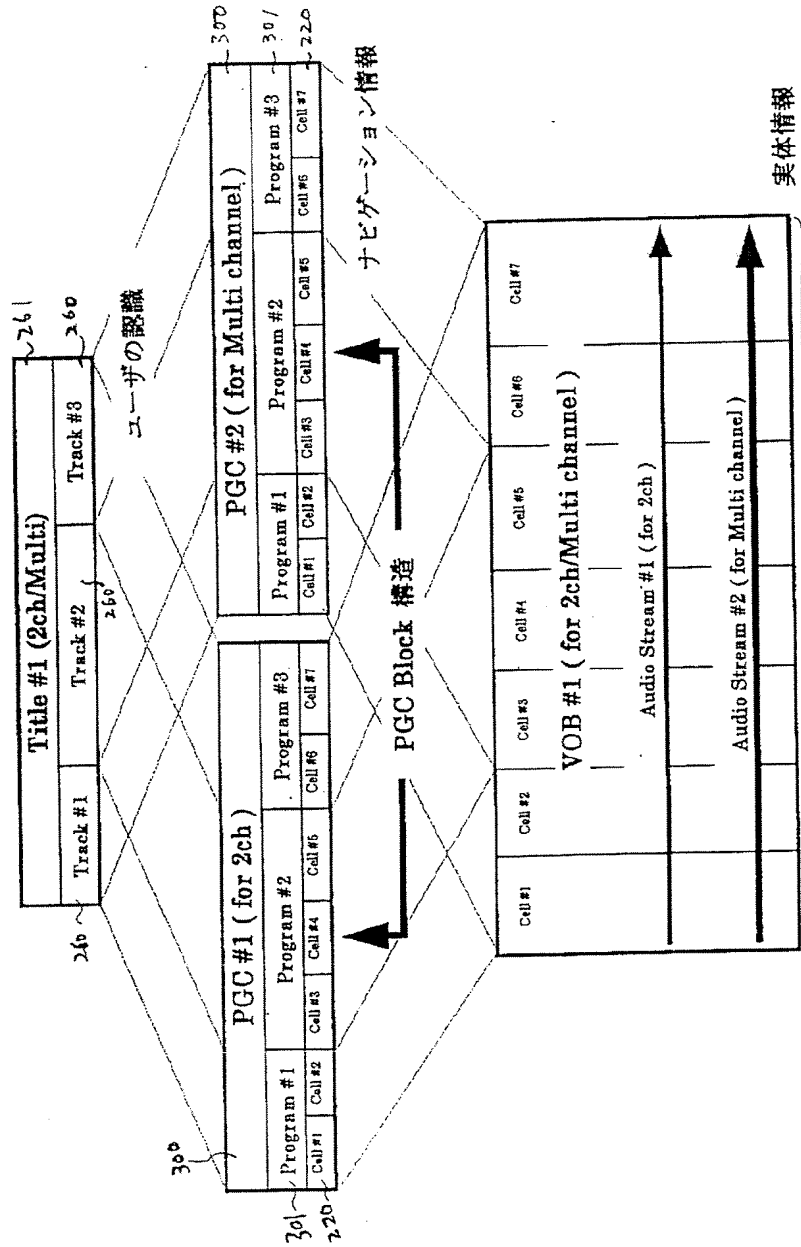 261
Title #1 (2ch/Multi)
260
Track #1
Track #2
Track #3
260
260
ユーザの認識
300
PGC #1 ( for 2ch )
301
Program #1
Program #2
Program #3
220
Cell #1
Cell #2
Cell #3
Cell #4
Cell #5
Cell #6
Cell #7
300
PGC #2 ( for Multi channel )
301
Program #1
Program #2
Program #3
220
Cell #1
Cell #2
Cell #3
Cell #4
Cell #5
Cell #6
Cell #7
ナビゲーション情報
PGC Block 構造
Cell #1
Cell #2
Cell #3
Cell #4
Cell #5
Cell #6
Cell #7
VOB #1 ( for 2ch/Multi channel )
Audio Stream #1 ( for 2ch )
Audio Stream #2 ( for Multi channel )
実体情報